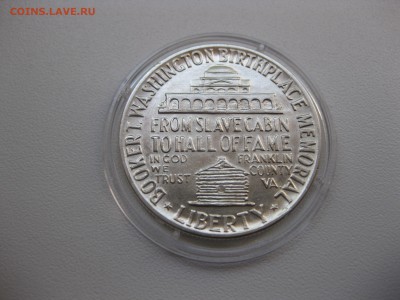 COINS.LAVE.RU
BOOKER T. WASHINGTON BIRTHPLACE MEMORIAL
FROM SLAVE CABIN
TO HALL OF FAME
IN GOD FRANKLIN
WE COUNTY
TRUST VA.
★ LIBERTY ★